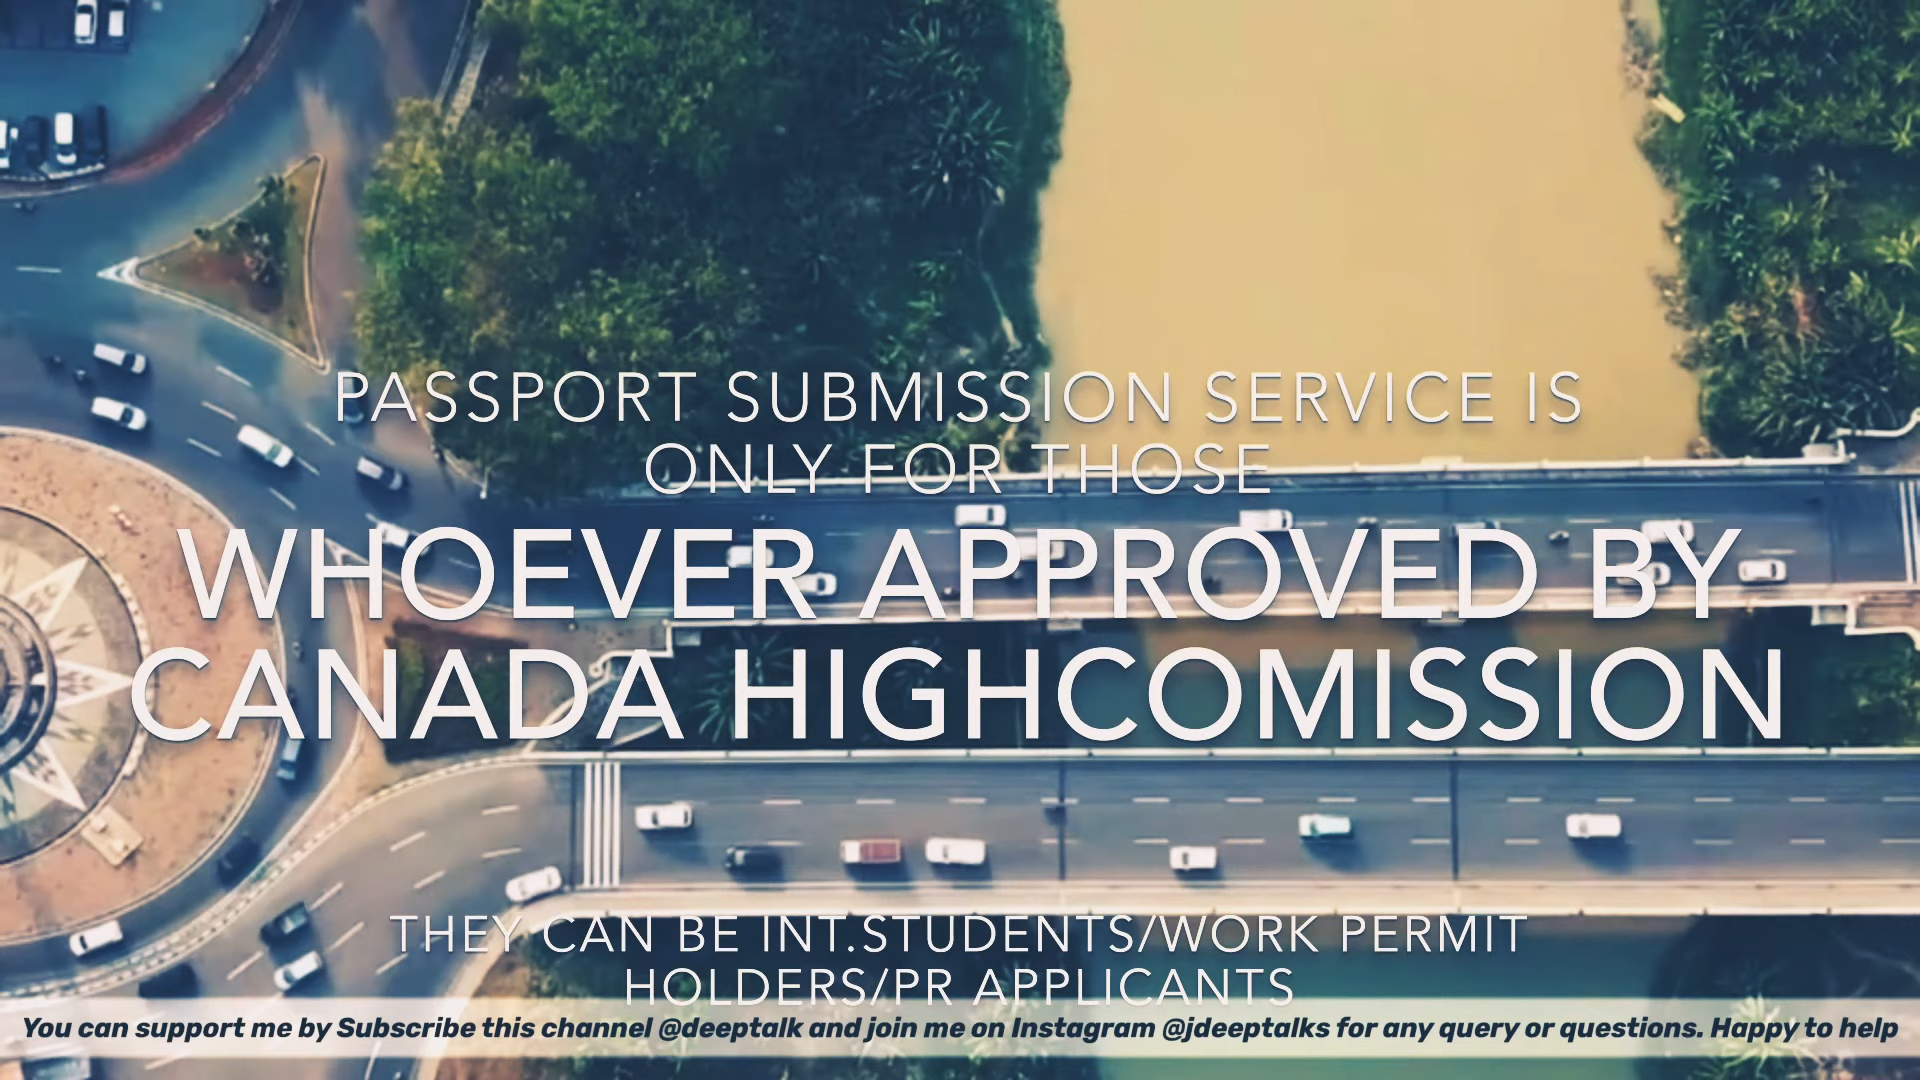 PASSPORT SUBMISSION SERVICE IS
ONLY FOR THOSE
WHOEVER APPROVED BY
CANADA HIGHCOMISSION
THEY CAN BE INT.STUDENTS/WORK PERMIT
HOLDERS/PR APPLICANTS
You can support me by Subscribe this channel @deeptalk and join me on Instagram @jdeeptalks for any query or questions. Happy to help